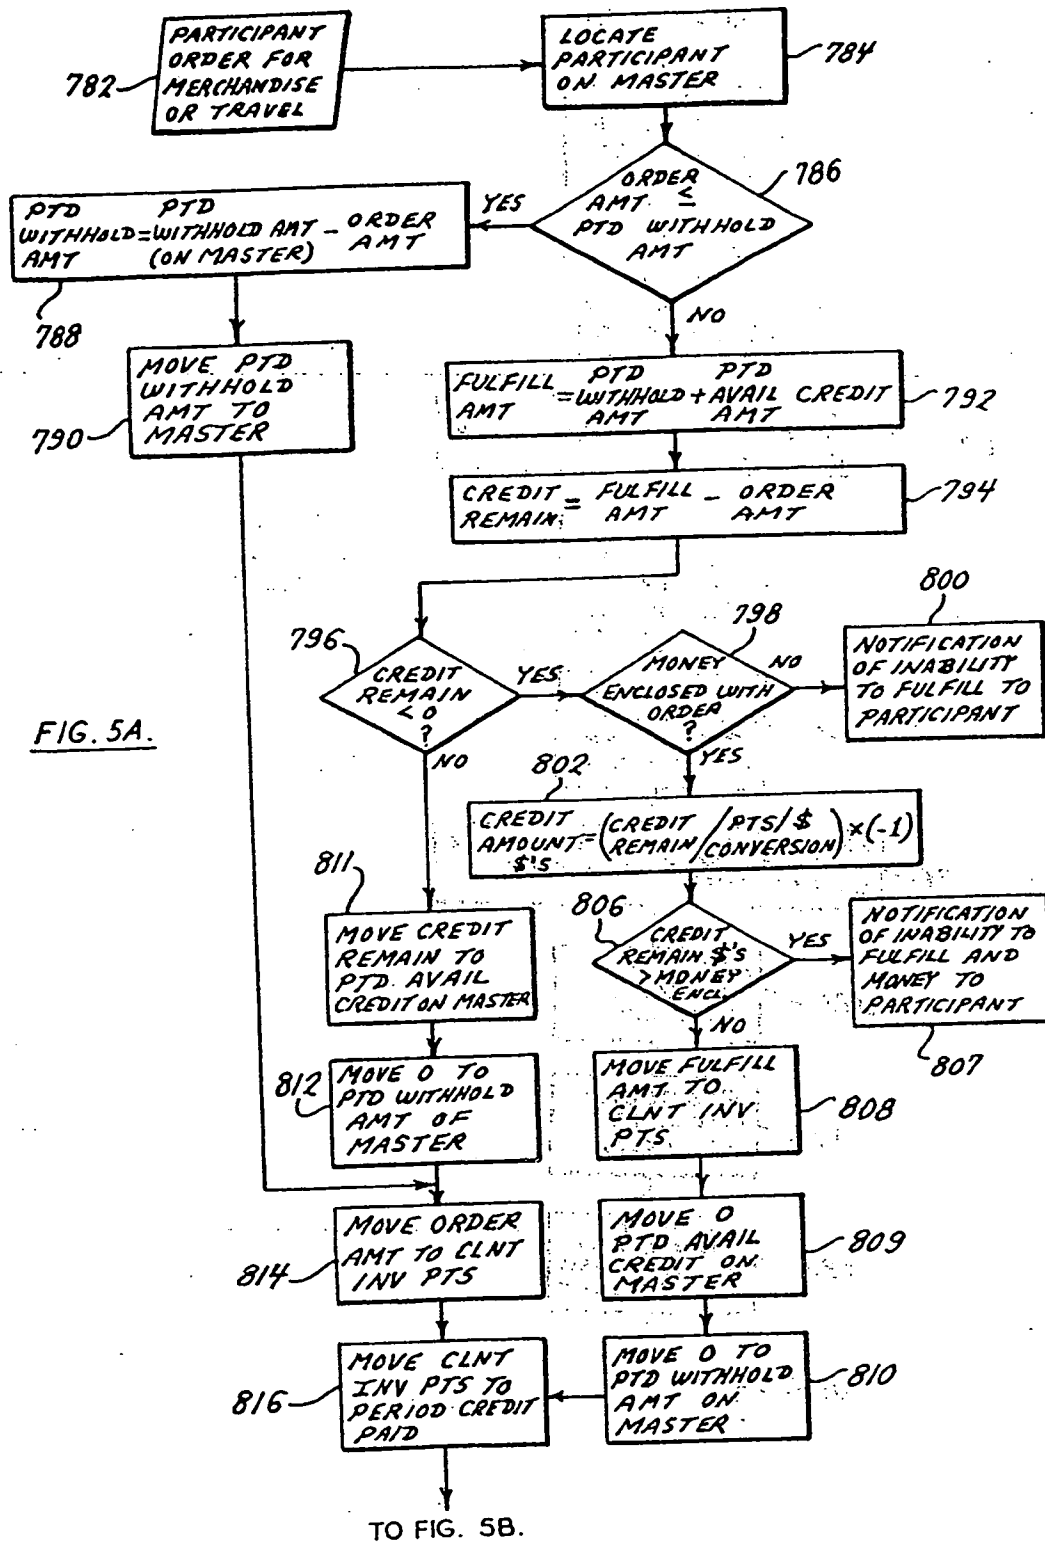 PARTICIPANT
ORDER FOR
MERCHANDISE
OR TRAVEL
782
LOCATE
PARTICIPANT
ON MASTER
784
ORDER
AMT ≤
PTD WITHHOLD
AMT
786
YES
NO
PTD PTD
WITHHOLD=WITHHOLD AMT - ORDER
AMT (ON MASTER) AMT
788
MOVE PTD
WITHHOLD
AMT TO
MASTER
790
FULFILL PTD PTD
AMT =WITHHOLD + AVAIL CREDIT
AMT AMT
792
CREDIT = FULFILL - ORDER
REMAIN AMT AMT
794
796
CREDIT
REMAIN
<0
?
YES
NO
798
MONEY
ENCLOSED WITH
ORDER
?
NO
YES
800
NOTIFICATION
OF INABILITY
TO FULFILL TO
PARTICIPANT
FIG. 5A.
802
CREDIT
AMOUNT=(CREDIT REMAIN/PTS/$ CONVERSION)×(-1)
$'S
806
CREDIT
REMAIN $'S
>MONEY
ENCL.
YES
NO
NOTIFICATION
OF INABILITY TO
FULFILL AND
MONEY TO
PARTICIPANT
807
811
MOVE CREDIT
REMAIN TO
PTD AVAIL
CREDIT ON MASTER
812
MOVE 0 TO
PTD WITHHOLD
AMT OF
MASTER
MOVE FULFILL
AMT TO
CLNT INV
PTS
808
MOVE ORDER
AMT TO CLNT
INV PTS
814
MOVE 0
PTD AVAIL
CREDIT ON
MASTER
809
MOVE CLNT
INV PTS TO
PERIOD CREDIT
PAID
816
MOVE 0 TO
PTD WITHHOLD
AMT ON
MASTER
810
TO FIG. 5B.